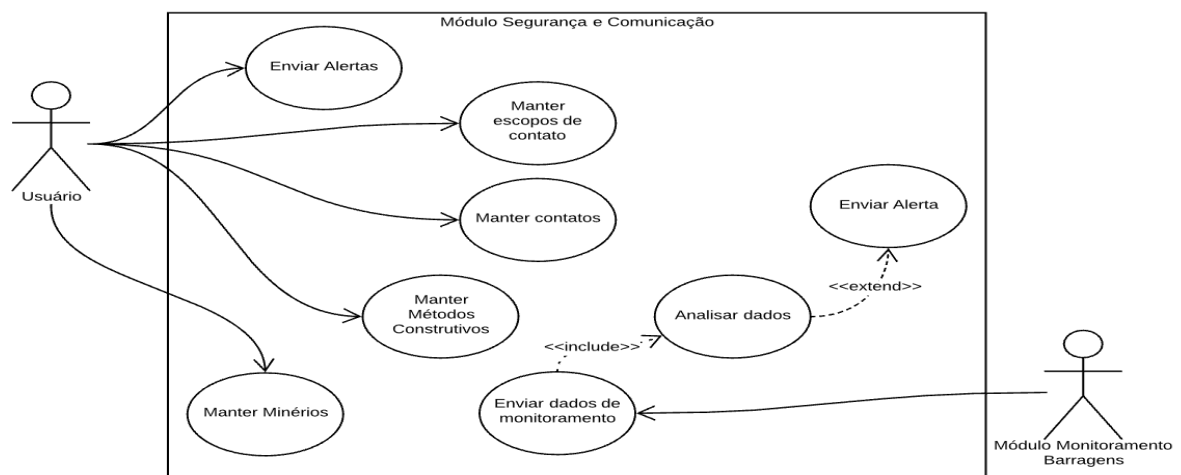 Módulo Segurança e Comunicação
Enviar Alertas
Manter
escopos de
contato
Usuário
Manter contatos
Enviar Alerta
<<extend>>
Manter
Métodos
Construtivos
Analisar dados
<<include>>
Manter Minérios
Enviar dados de
monitoramento
Módulo Monitoramento
Barragens